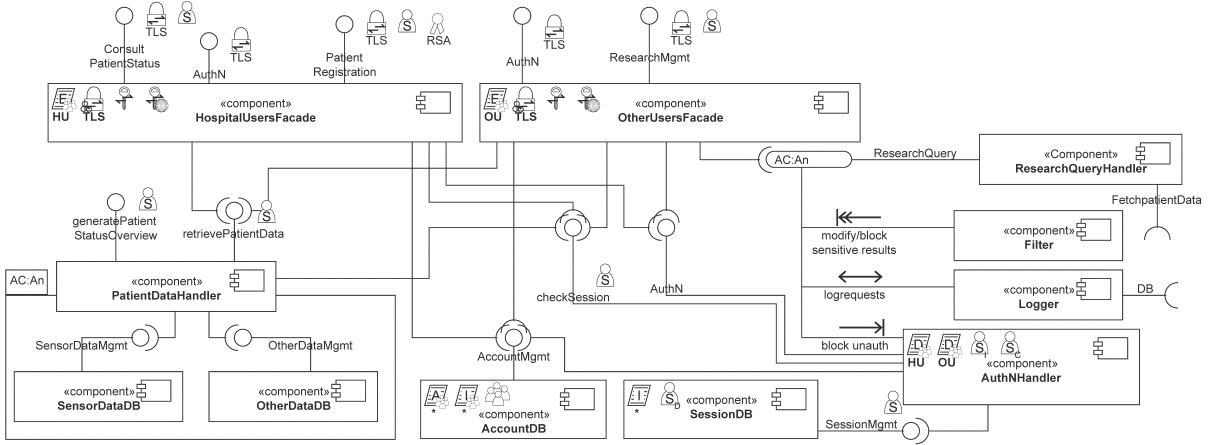 TLS
S
TLS
TLS
S
RSA
TLS
TLS
S
Consult
PatientStatus
AuthN
Patient
Registration
AuthN
ResearchMgmt
E
HU
TLS
«component»
HospitalUsersFacade
E
OU
TLS
«component»
OtherUsersFacade
AC:An
ResearchQuery
«Component»
ResearchQueryHandler
FetchpatientData
S
generatePatient
StatusOverview
S
retrievePatientData
modify/block
sensitive results
«component»
Filter
AC:An
«component»
PatientDataHandler
S
checkSession
AuthN
logrequests
«component»
Logger
DB
block unauth
SensorDataMgmt
OtherDataMgmt
AccountMgmt
D
HU
D
OU
S
I
S
C
«component»
AuthNHandler
«component»
SensorDataDB
«component»
OtherDataDB
A
*
I
*
«component»
AccountDB
I
*
S
D
«component»
SessionDB
S
SessionMgmt